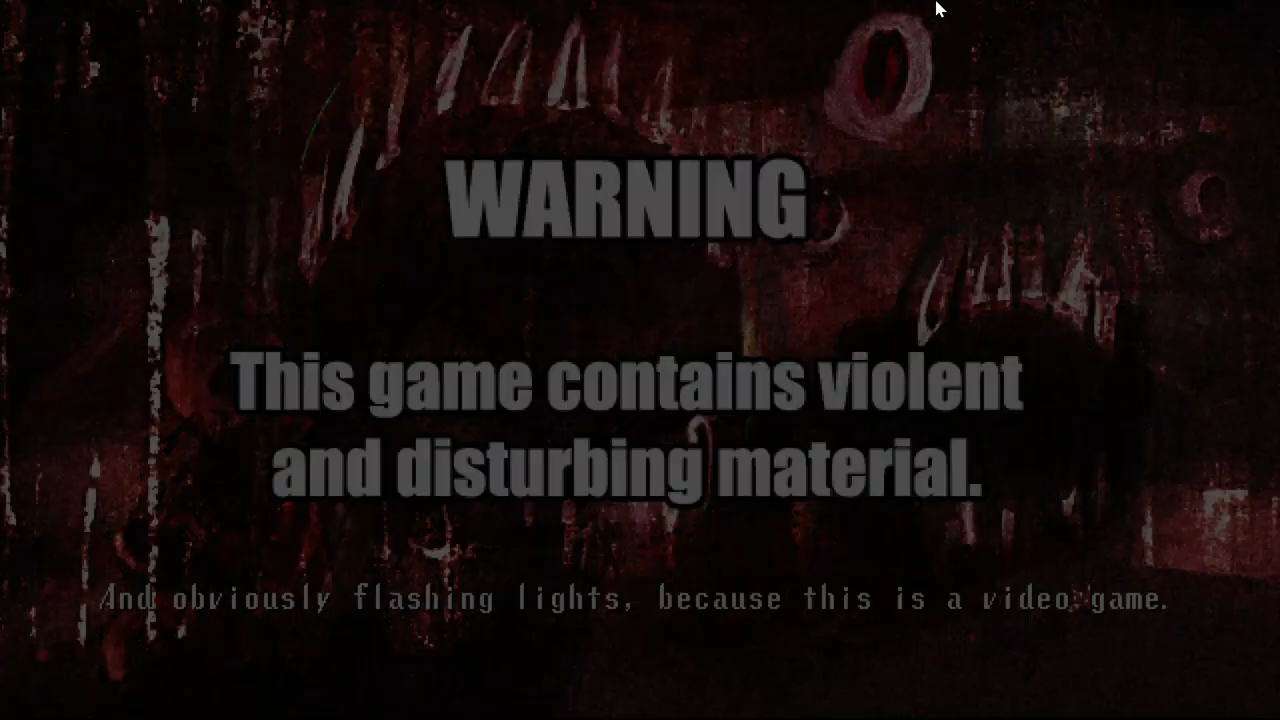 WARNING
This game contains violent
and disturbing material.
And obviously flashing lights, because this is a video game.